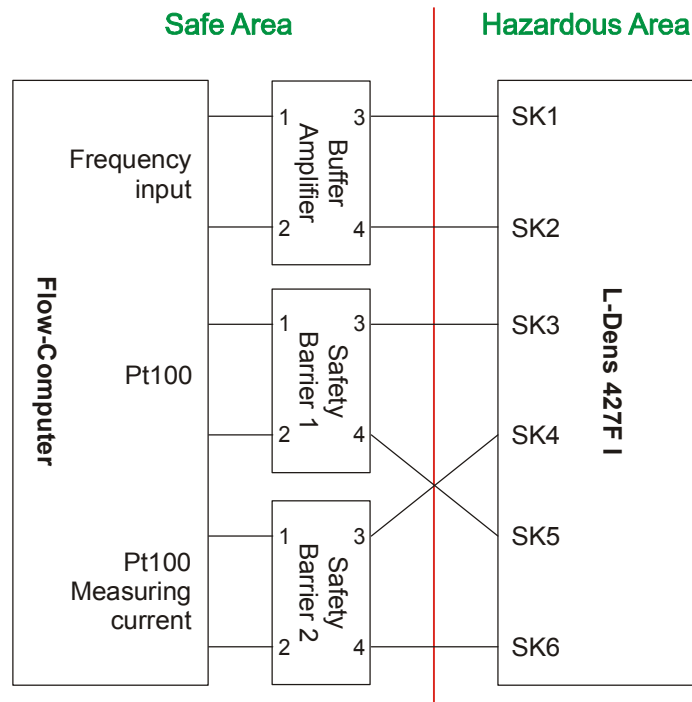 Safe Area
Hazardous Area
1
3
SK1
Frequency
input
Buffer
Amplifier
2
4
SK2
Flow-Computer
L-Dens 427F I
1
3
SK3
Pt100
Safety
Barrier 1
2
4
SK4
1
3
SK5
Pt100
Measuring
current
Safety
Barrier 2
2
4
SK6